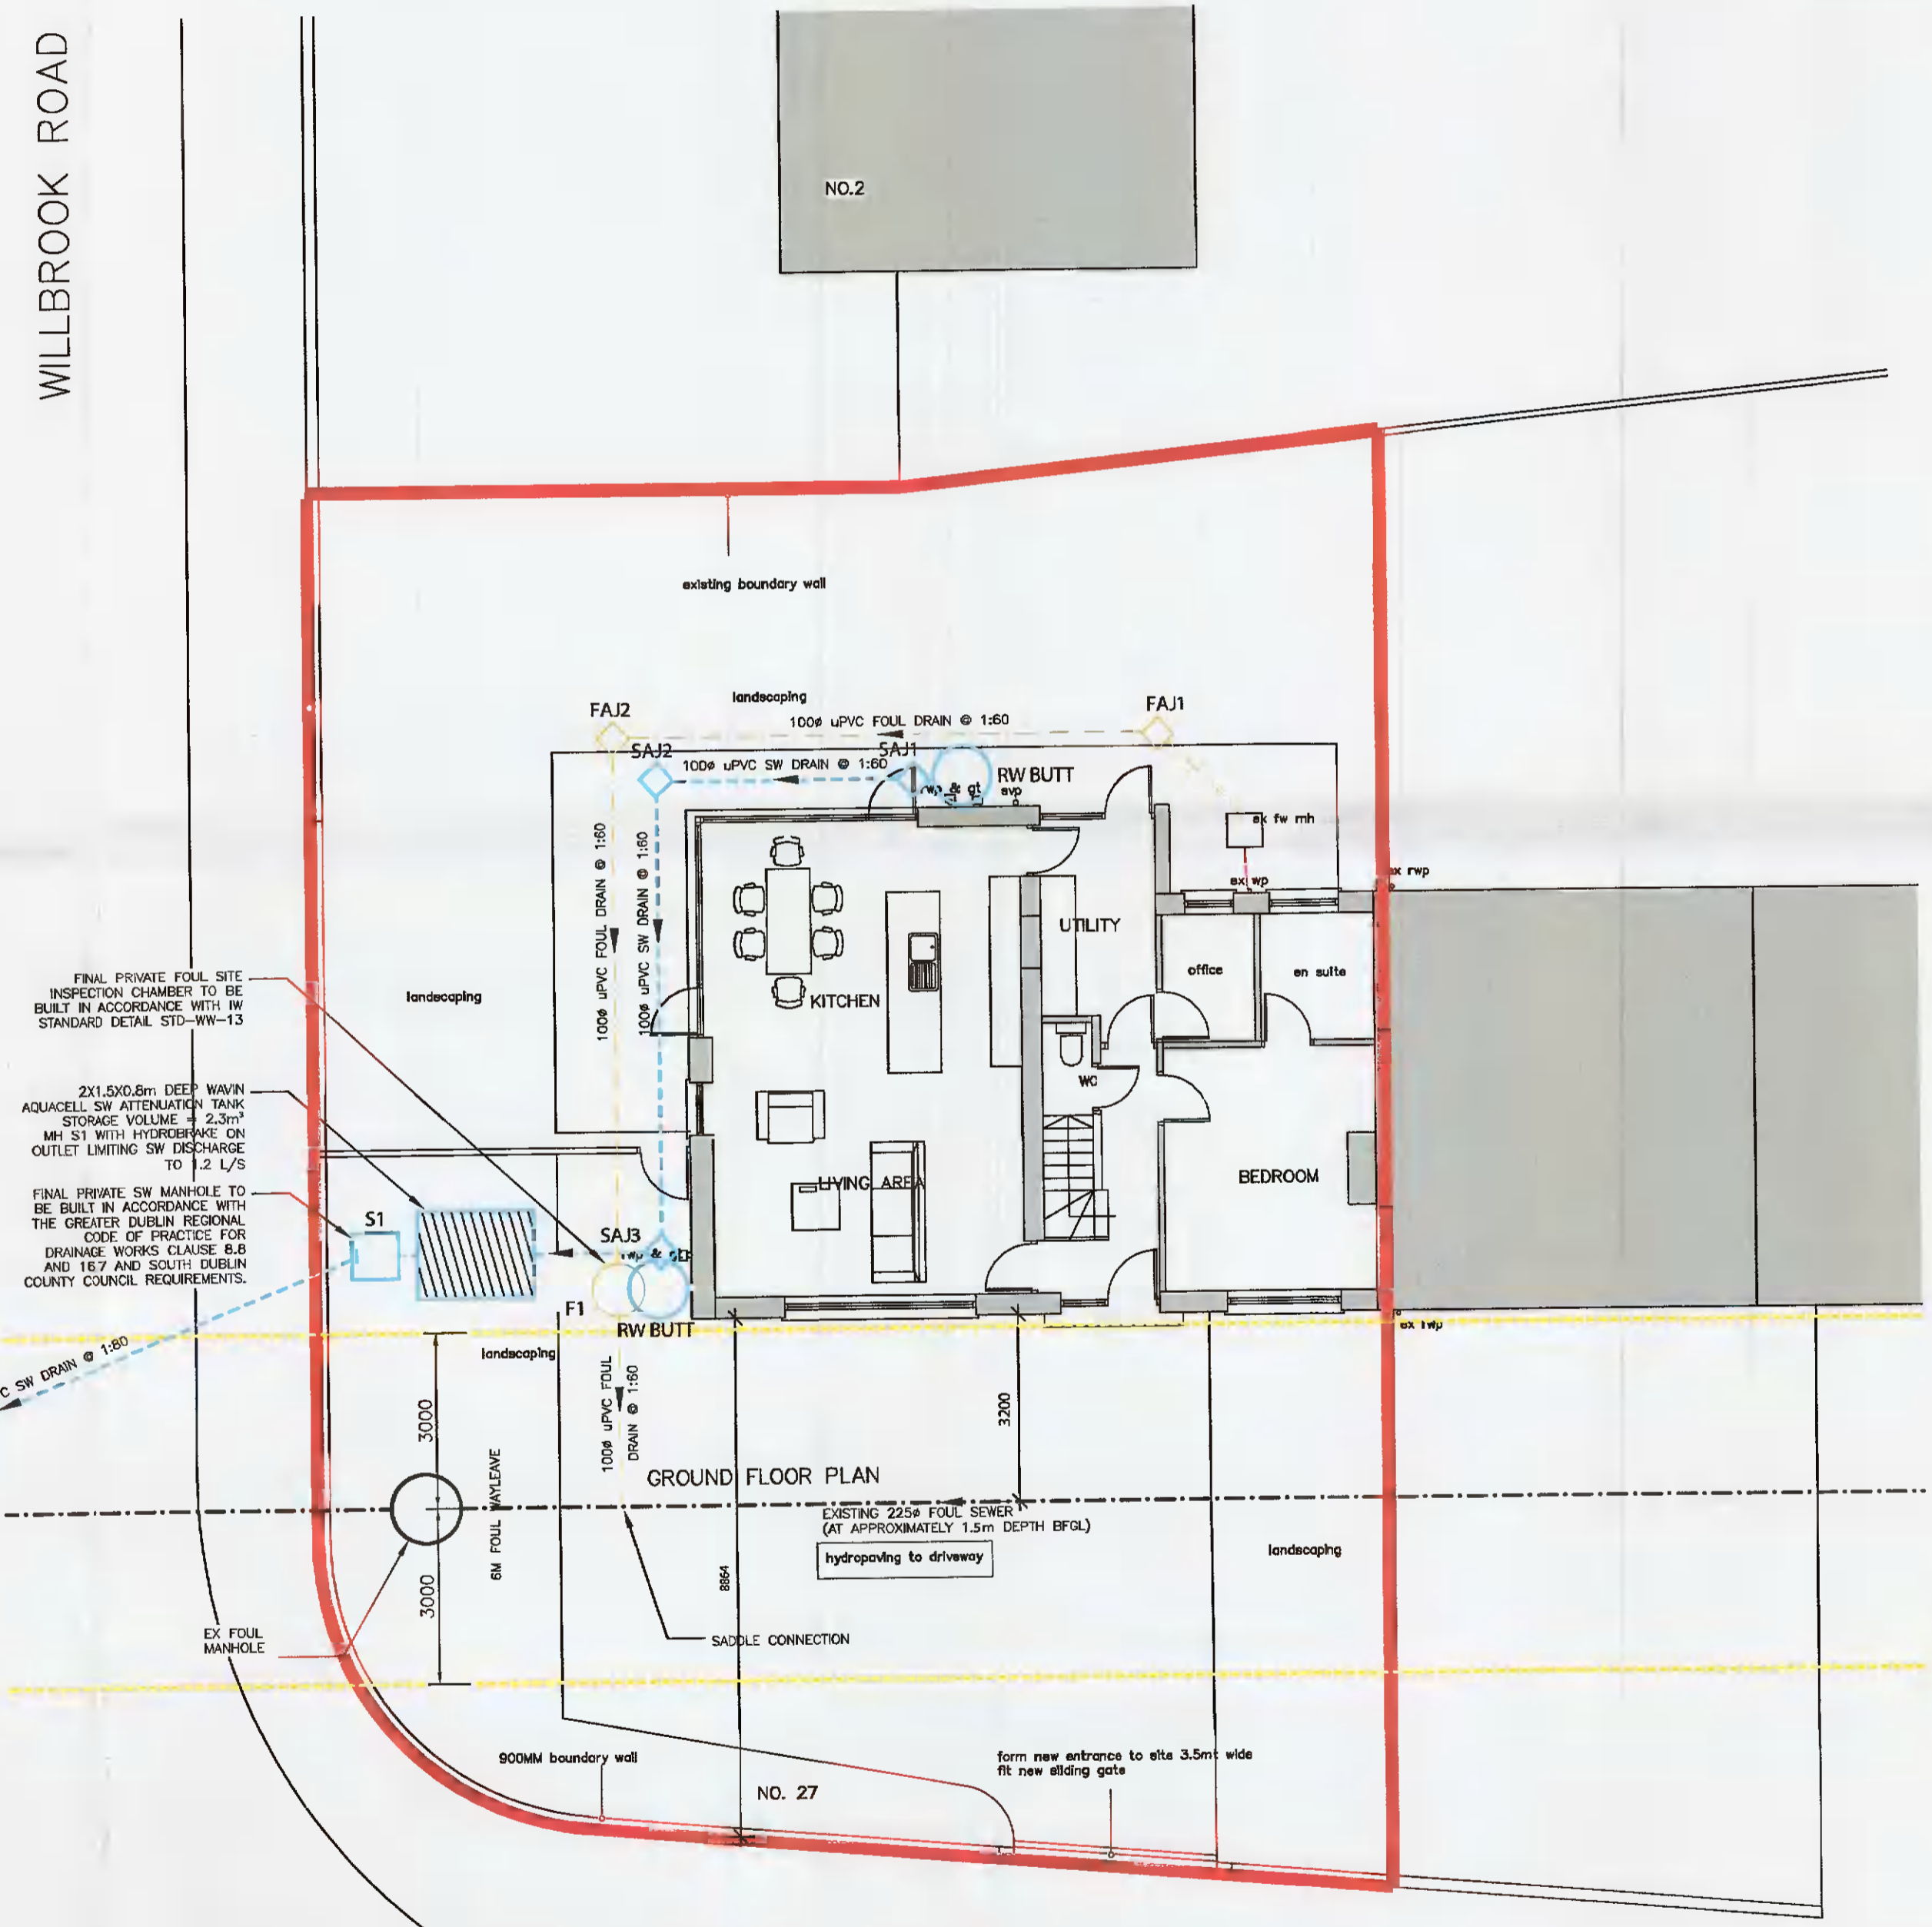 WILLBROOK ROAD
NO.2
existing boundary wall
landscaping
FAJ2
FAJ1
100ø uPVC FOUL DRAIN @ 1:60
SAJ2
SAJ1
100ø uPVC SW DRAIN @ 1:60
RW BUTT
rwp & gt
svp
ex fw mh
ex wp
ex rwp
100ø uPVC FOUL DRAIN @ 1:60
100ø uPVC SW DRAIN @ 1:60
UTILITY
office
en suite
KITCHEN
landscaping
FINAL PRIVATE FOUL SITE
INSPECTION CHAMBER TO BE
BUILT IN ACCORDANCE WITH IW
STANDARD DETAIL STD-WW-13
2X1.5X0.8m DEEP WAVIN
AQUACELL SW ATTENUATION TANK
STORAGE VOLUME = 2.3m³
MH S1 WITH HYDROBRAKE ON
OUTLET LIMITING SW DISCHARGE
TO 1.2 L/S
FINAL PRIVATE SW MANHOLE TO
BE BUILT IN ACCORDANCE WITH
THE GREATER DUBLIN REGIONAL
CODE OF PRACTICE FOR
DRAINAGE WORKS CLAUSE 8.8
AND 16.7 AND SOUTH DUBLIN
COUNTY COUNCIL REQUIREMENTS.
WC
BEDROOM
LIVING AREA
S1
SAJ3
rwp &
F1
RW BUTT
ex rwp
C SW DRAIN @ 1:80
landscaping
3000
6M FOUL WAYLEAVE
100ø uPVC FOUL
DRAIN @ 1:60
3200
GROUND FLOOR PLAN
EXISTING 225ø FOUL SEWER
(AT APPROXIMATELY 1.5m DEPTH BFGL)
hydropaving to driveway
landscaping
3000
8864
EX FOUL
MANHOLE
SADDLE CONNECTION
900MM boundary wall
form new entrance to site 3.5mt wide
fit new sliding gate
NO. 27